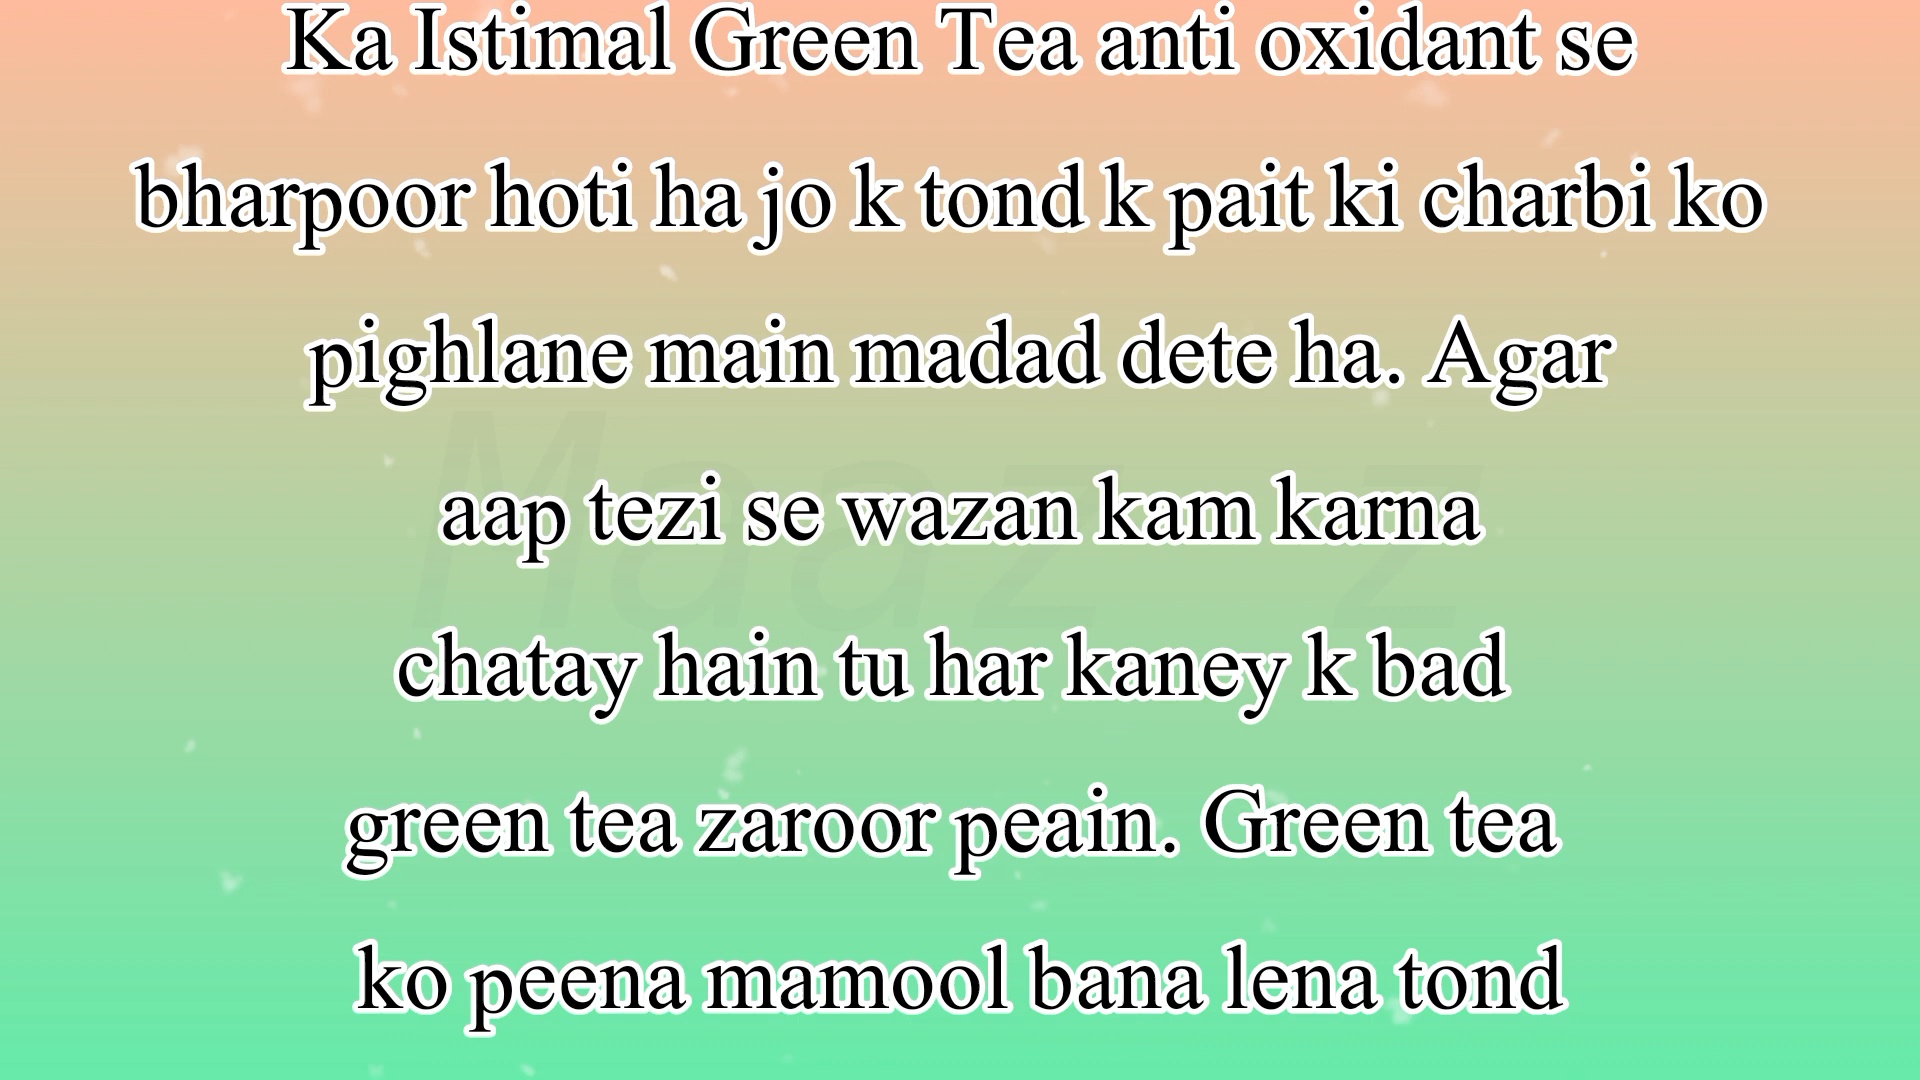 Ka Istimal Green Tea anti oxidant se
bharpoor hoti ha jo k tond k pait ki charbi ko
pighlane main madad dete ha. Agar
aap tezi se wazan kam karna
chatay hain tu har kaney k bad
green tea zaroor peain. Green tea
ko peena mamool bana lena tond